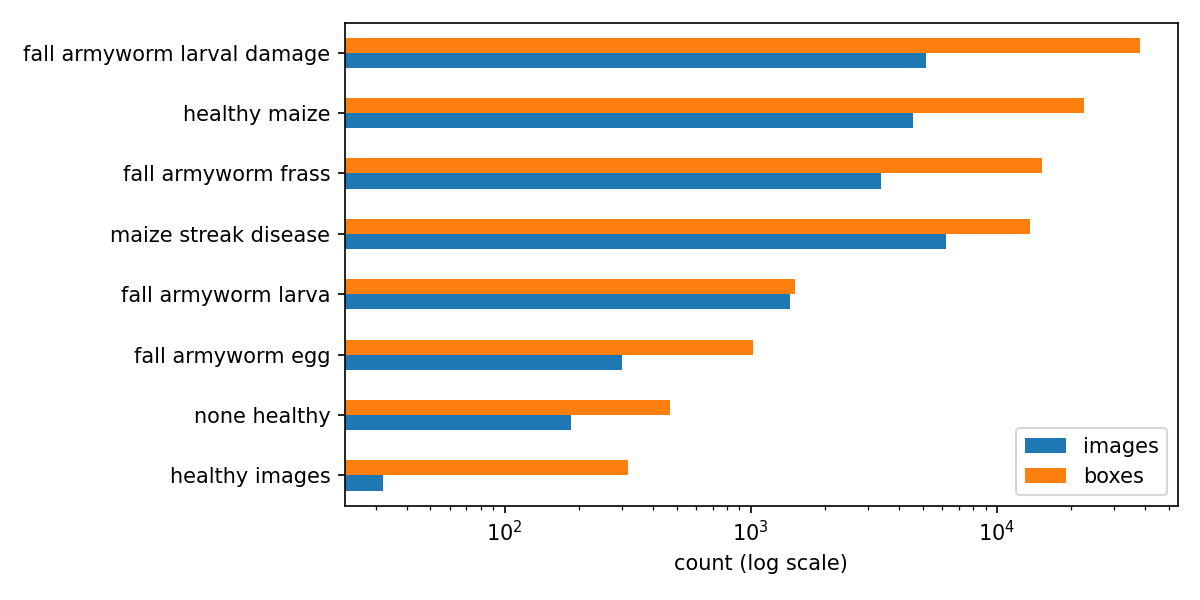 fall armyworm larval damage
healthy maize
fall armyworm frass
maize streak disease
fall armyworm larva
fall armyworm egg
none healthy
healthy images
images
boxes
10²
10³
10⁴
count (log scale)